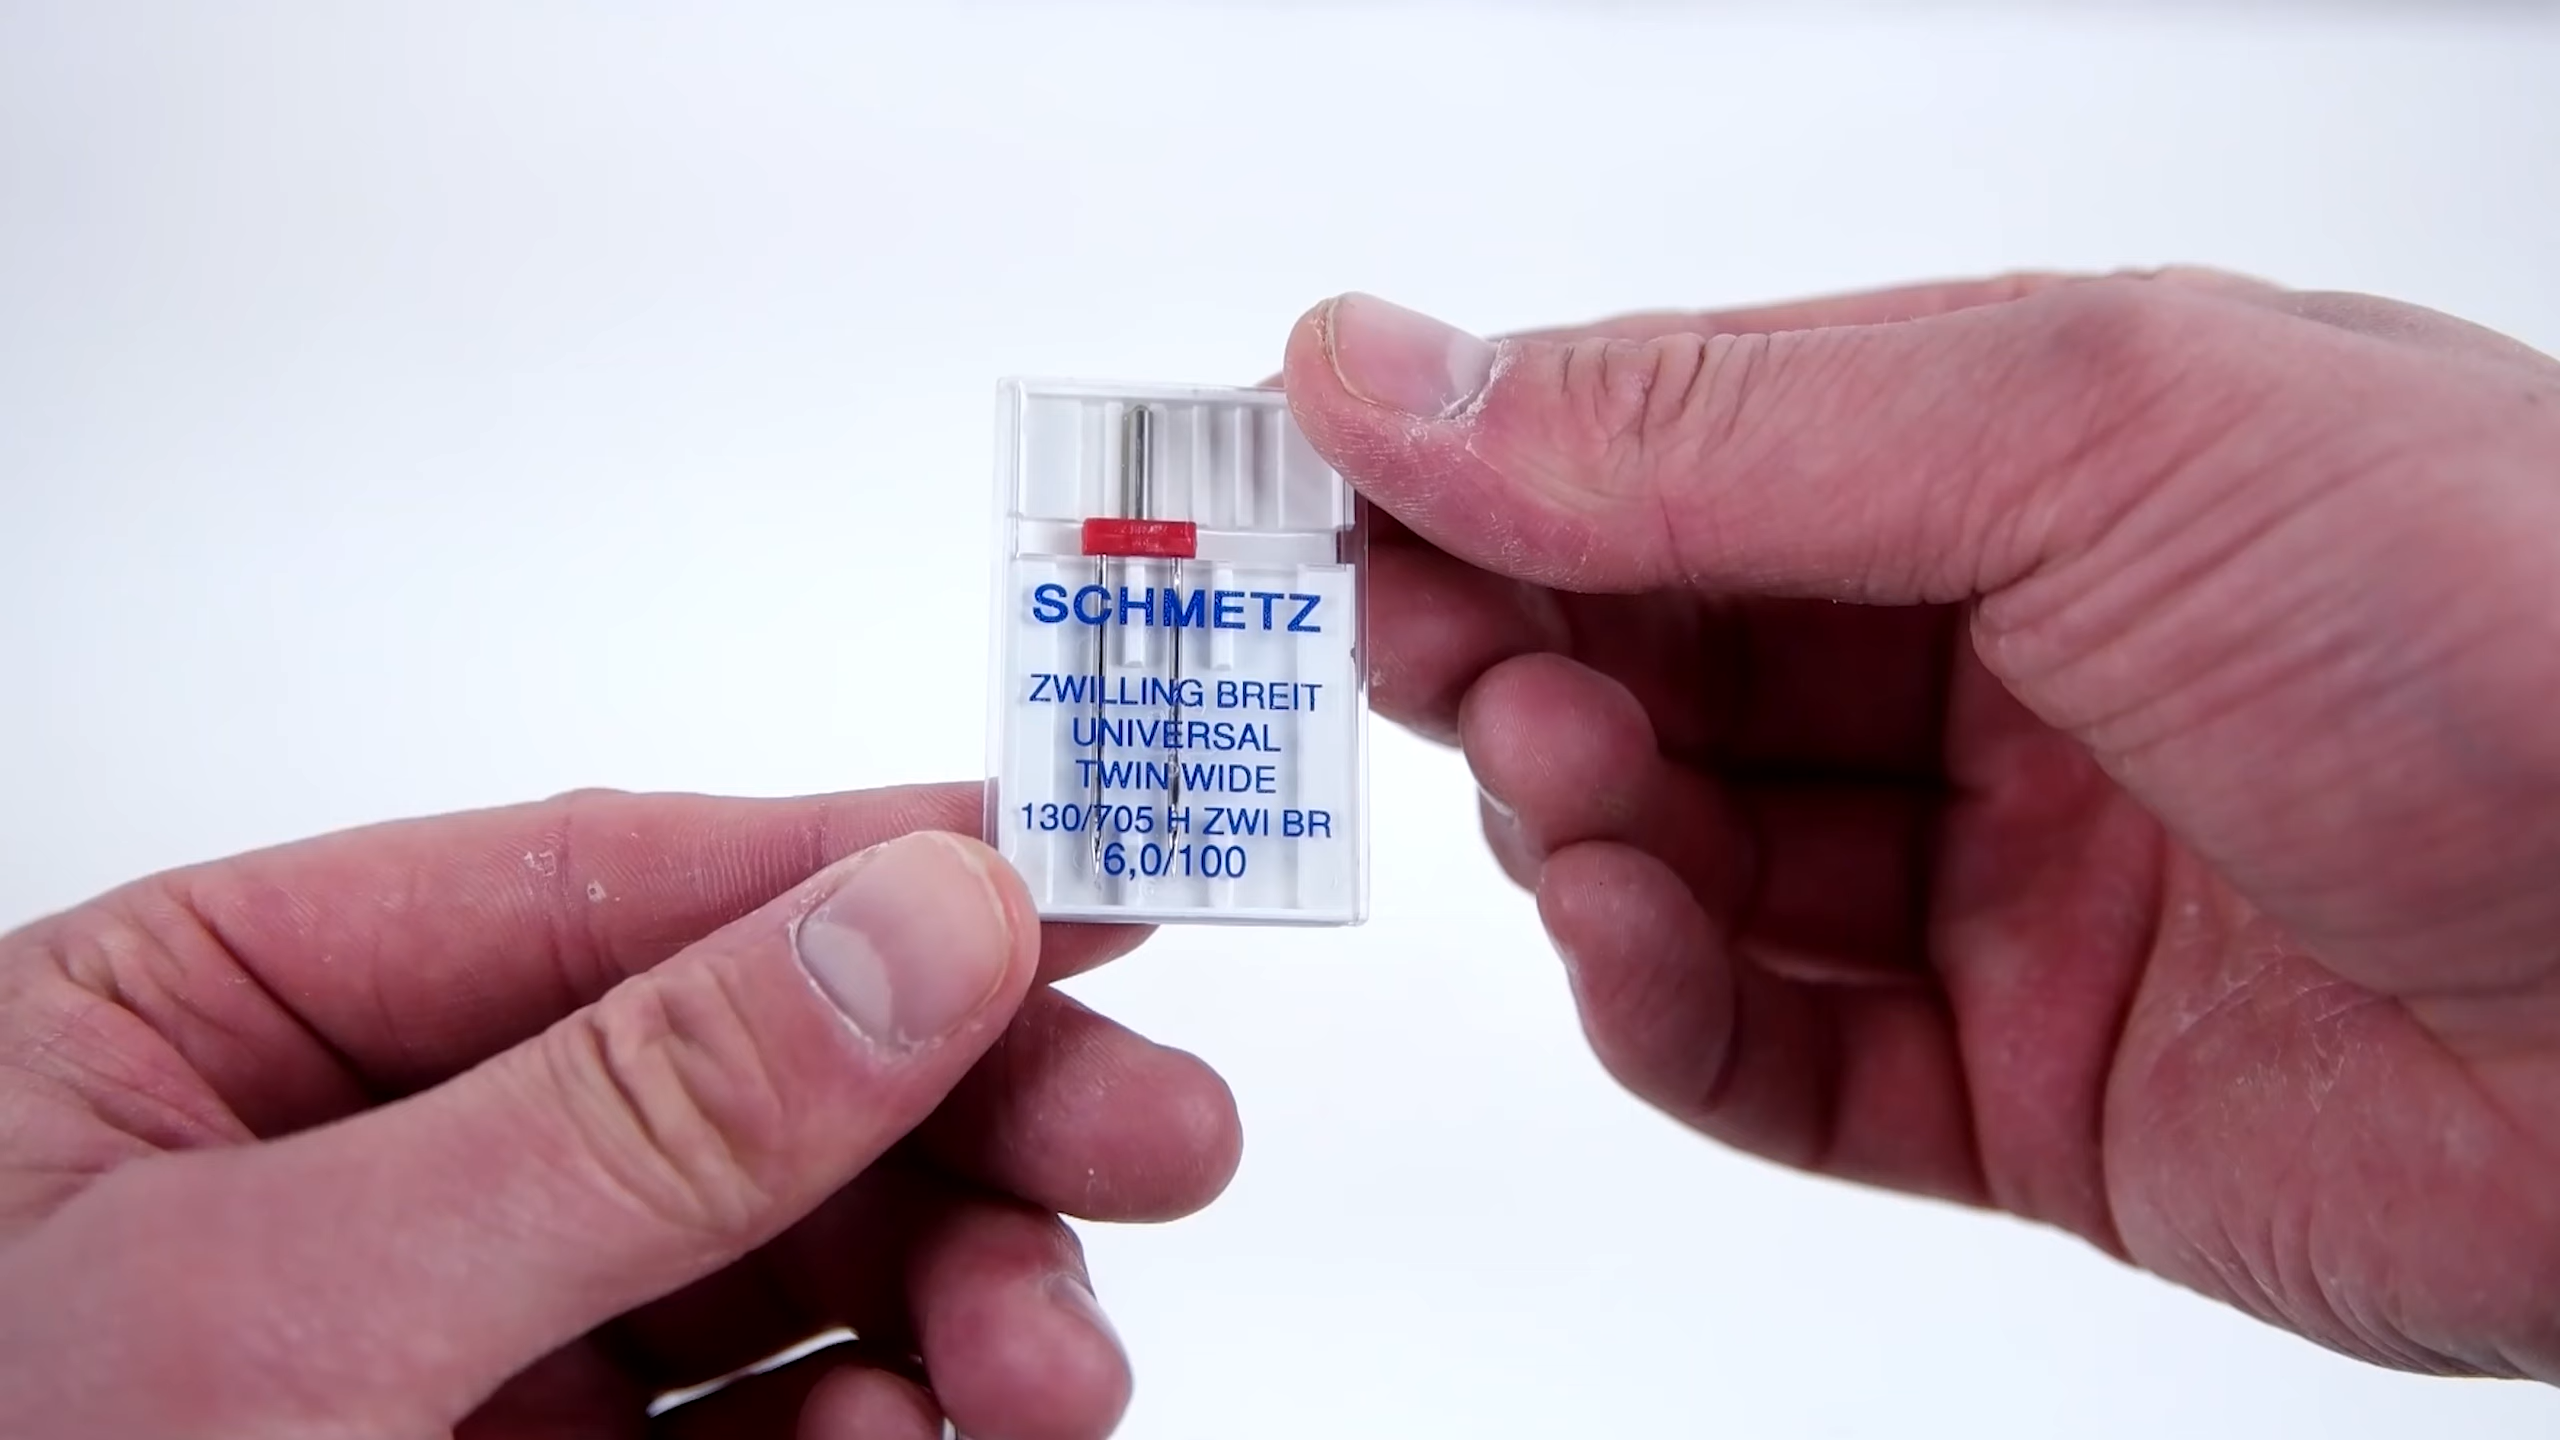 SCHMETZ
ZWILLING BREIT
UNIVERSAL
TWIN WIDE
130/705 H ZWI BR
6,0/100